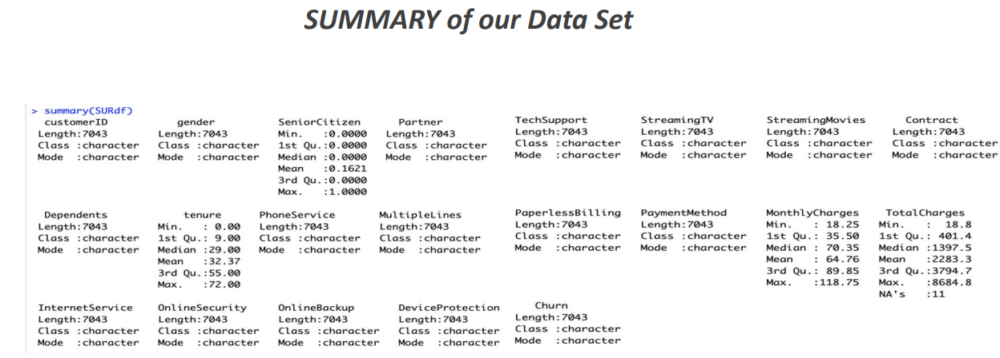 SUMMARY of our Data Set
> summary(SURdf)
customerID gender SeniorCitizen Partner
Length:7043 Length:7043 Min. :0.0000 Length:7043
Class :character Class :character 1st Qu.:0.0000 Class :character
Mode :character Mode :character Median :0.0000 Mode :character
Mean :0.1621
3rd Qu.:0.0000
Max. :1.0000
TechSupport StreamingTV StreamingMovies Contract
Length:7043 Length:7043 Length:7043 Length:7043
Class :character Class :character Class :character Class :character
Mode :character Mode :character Mode :character Mode :character
Dependents tenure PhoneService MultipleLines
Length:7043 Min. : 0.00 Length:7043 Length:7043
Class :character 1st Qu.: 9.00 Class :character Class :character
Mode :character Median :29.00 Mode :character Mode :character
Mean :32.37
3rd Qu.:55.00
Max. :72.00
PaperlessBilling PaymentMethod MonthlyCharges TotalCharges
Length:7043 Length:7043 Min. : 18.25 Min. : 18.8
Class :character Class :character 1st Qu.: 35.50 1st Qu.: 401.4
Mode :character Mode :character Median : 70.35 Median :1397.5
Mean : 64.76 Mean :2283.3
3rd Qu.: 89.85 3rd Qu.:3794.7
Max. :118.75 Max. :8684.8
NA's :11
InternetService OnlineSecurity OnlineBackup DeviceProtection
Length:7043 Length:7043 Length:7043 Length:7043
Class :character Class :character Class :character Class :character
Mode :character Mode :character Mode :character Mode :character
Churn
Length:7043
Class :character
Mode :character